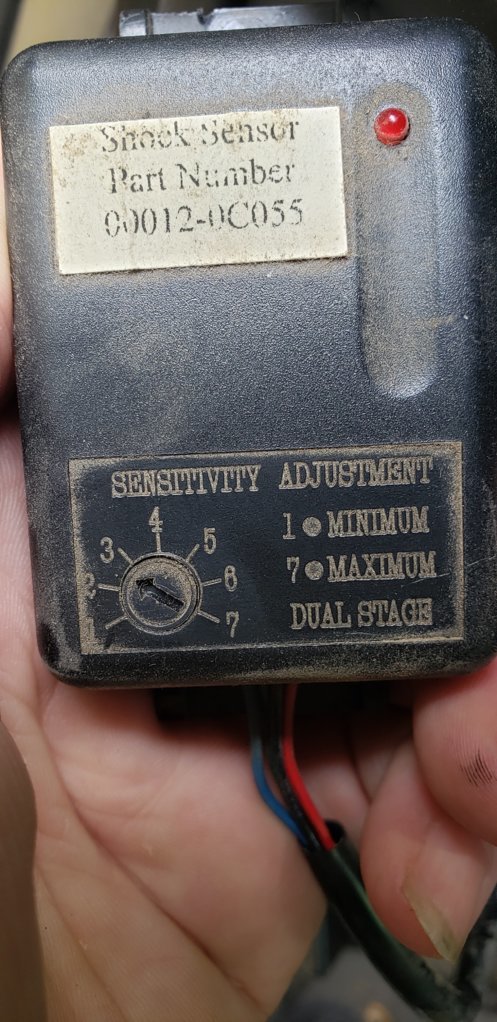 Shock Sensor
Part Number
00012-0C055
SENSITIVITY ADJUSTMENT
1 MINIMUM
7 MAXIMUM
DUAL STAGE
1
2
3
4
5
6
7